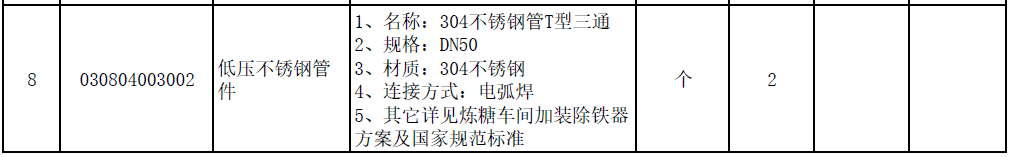 8
030804003002
低压不锈钢管
件
1、名称：304不锈钢管T型三通
2、规格：DN50
3、材质：304不锈钢
4、连接方式：电弧焊
5、其它详见炼糖车间加装除铁器
方案及国家规范标准
个
2